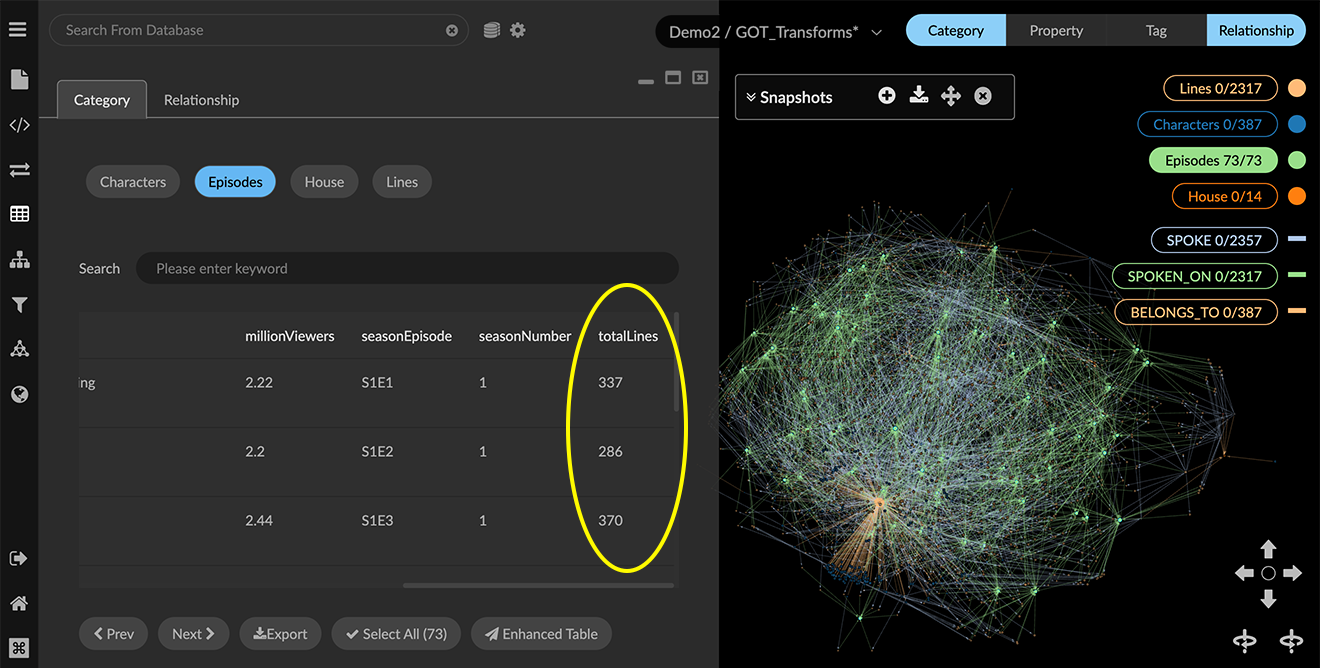 Search From Database
Demo2 / GOT_Transforms*
Category
Property
Tag
Relationship
Category
Relationship
Snapshots
Lines 0/2317
Characters 0/387
Episodes 73/73
House 0/14
SPOKE 0/2357
SPOKEN_ON 0/2317
BELONGS_TO 0/387
Characters
Episodes
House
Lines
Search
Please enter keyword
millionViewers seasonEpisode seasonNumber totalLines
ing 2.22 S1E1 1 337
2.2 S1E2 1 286
2.44 S1E3 1 370
Prev
Next
Export
Select All (73)
Enhanced Table